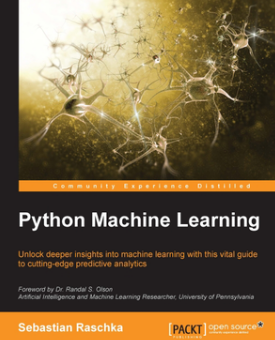 Community Experience Distilled
Python Machine Learning
Unlock deeper insights into machine learning with this vital guide
to cutting-edge predictive analytics
Foreword by Dr. Randal S. Olson
Artificial Intelligence and Machine Learning Researcher, University of Pennsylvania
Sebastian Raschka
[PACKT] open source*
PUBLISHING